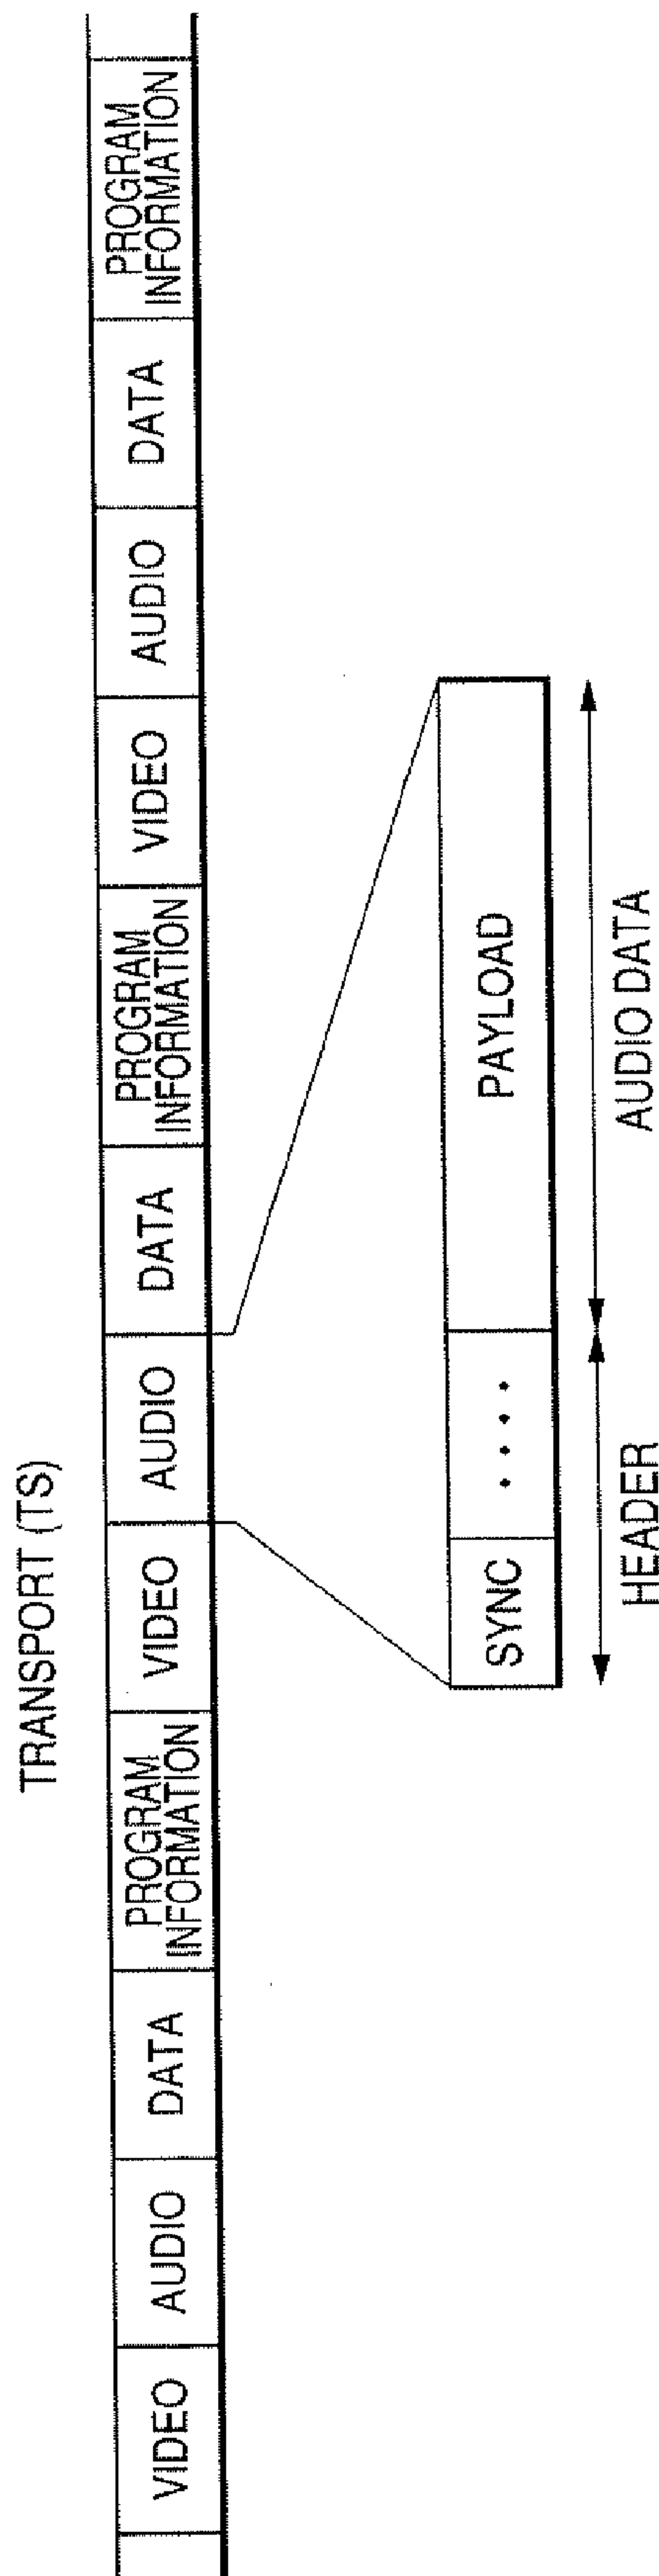 TRANSPORT (TS)
VIDEO
AUDIO
DATA
PROGRAM
INFORMATION
VIDEO
AUDIO
DATA
PROGRAM
INFORMATION
VIDEO
AUDIO
DATA
PROGRAM
INFORMATION
SYNC
· · · ·
PAYLOAD
HEADER
AUDIO DATA